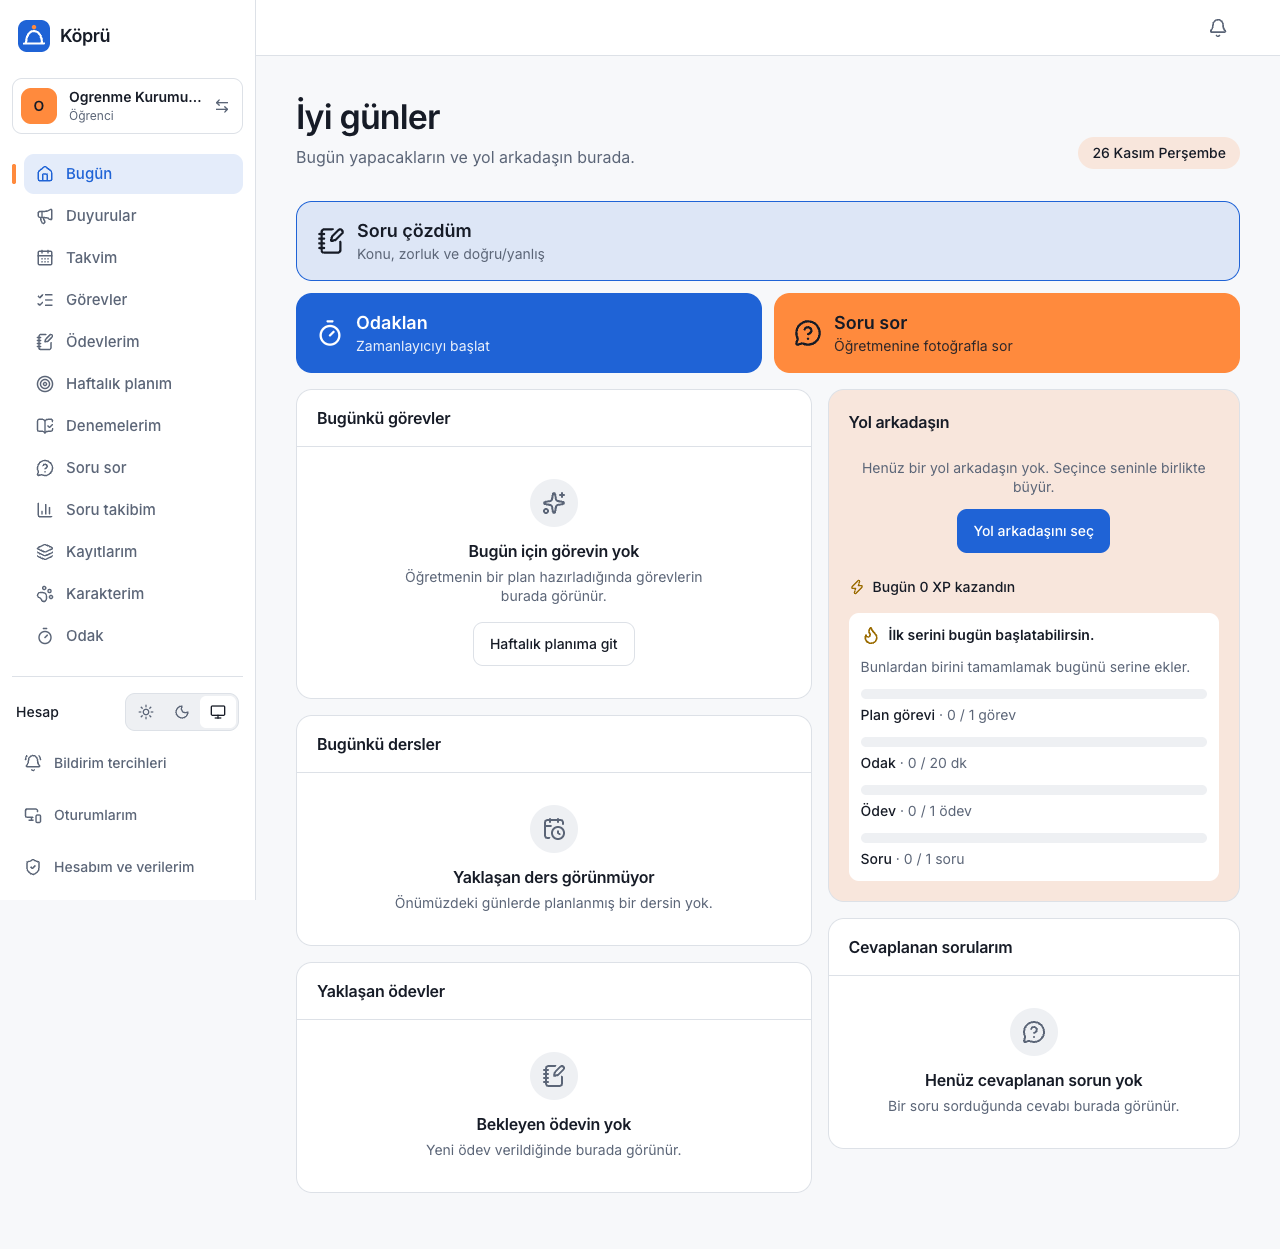 Köprü
O
Ogrenme Kurumu...
Öğrenci
Bugün
Duyurular
Takvim
Görevler
Ödevlerim
Haftalık planım
Denemelerim
Soru sor
Soru takibim
Kayıtlarım
Karakterim
Odak
Hesap
Bildirim tercihleri
Oturumlarım
Hesabım ve verilerim
İyi günler
Bugün yapacakların ve yol arkadaşın burada.
26 Kasım Perşembe
Soru çözdüm
Konu, zorluk ve doğru/yanlış
Odaklan
Zamanlayıcıyı başlat
Soru sor
Öğretmenine fotoğrafla sor
Bugünkü görevler
Bugün için görevin yok
Öğretmenin bir plan hazırladığında görevlerin
burada görünür.
Haftalık planıma git
Bugünkü dersler
Yaklaşan ders görünmüyor
Önümüzdeki günlerde planlanmış bir dersin yok.
Yaklaşan ödevler
Bekleyen ödevin yok
Yeni ödev verildiğinde burada görünür.
Yol arkadaşın
Henüz bir yol arkadaşın yok. Seçince seninle birlikte
büyür.
Yol arkadaşını seç
Bugün 0 XP kazandın
İlk serini bugün başlatabilirsin.
Bunlardan birini tamamlamak bugünü serine ekler.
Plan görevi · 0 / 1 görev
Odak · 0 / 20 dk
Ödev · 0 / 1 ödev
Soru · 0 / 1 soru
Cevaplanan sorularım
Henüz cevaplanan sorun yok
Bir soru sorduğunda cevabı burada görünür.